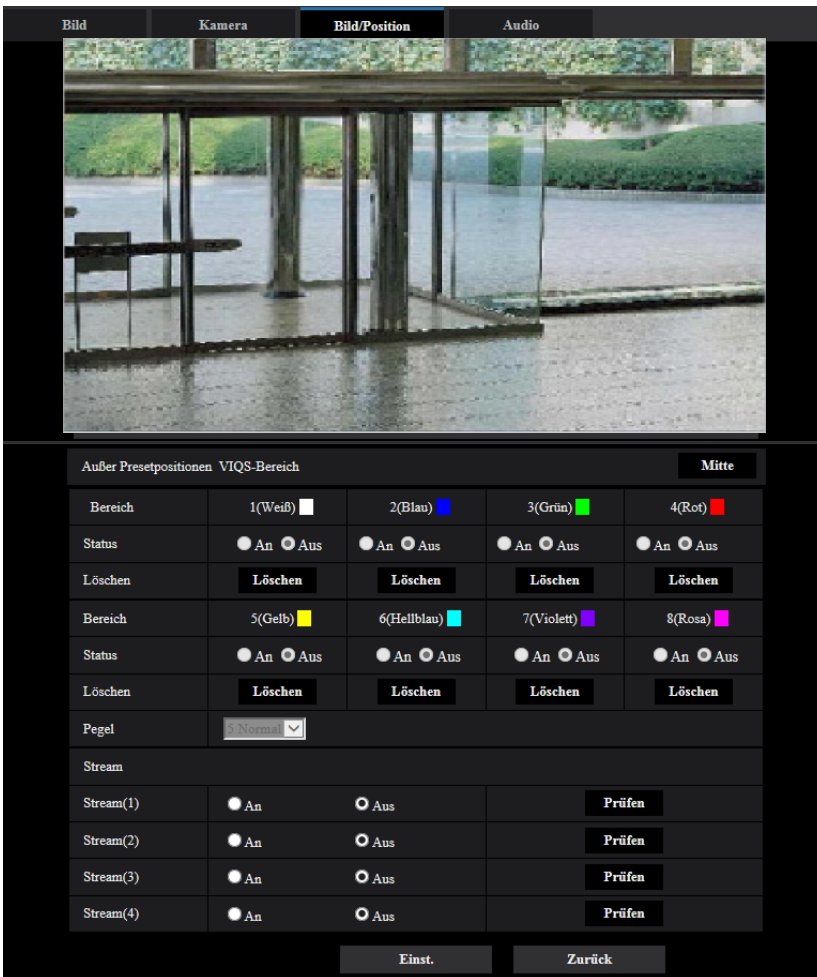 Bild Kamera Bild/Position Audio
Außer Presetpositionen VIQS-Bereich Mitte
Bereich 1(Weiß) 2(Blau) 3(Grün) 4(Rot)
Status An Aus An Aus An Aus An Aus
Löschen Löschen Löschen Löschen Löschen
Bereich 5(Gelb) 6(Hellblau) 7(Violett) 8(Rosa)
Status An Aus An Aus An Aus An Aus
Löschen Löschen Löschen Löschen Löschen
Pegel 5 Normal
Stream
Stream(1) An Aus Prüfen
Stream(2) An Aus Prüfen
Stream(3) An Aus Prüfen
Stream(4) An Aus Prüfen
Einst. Zurück